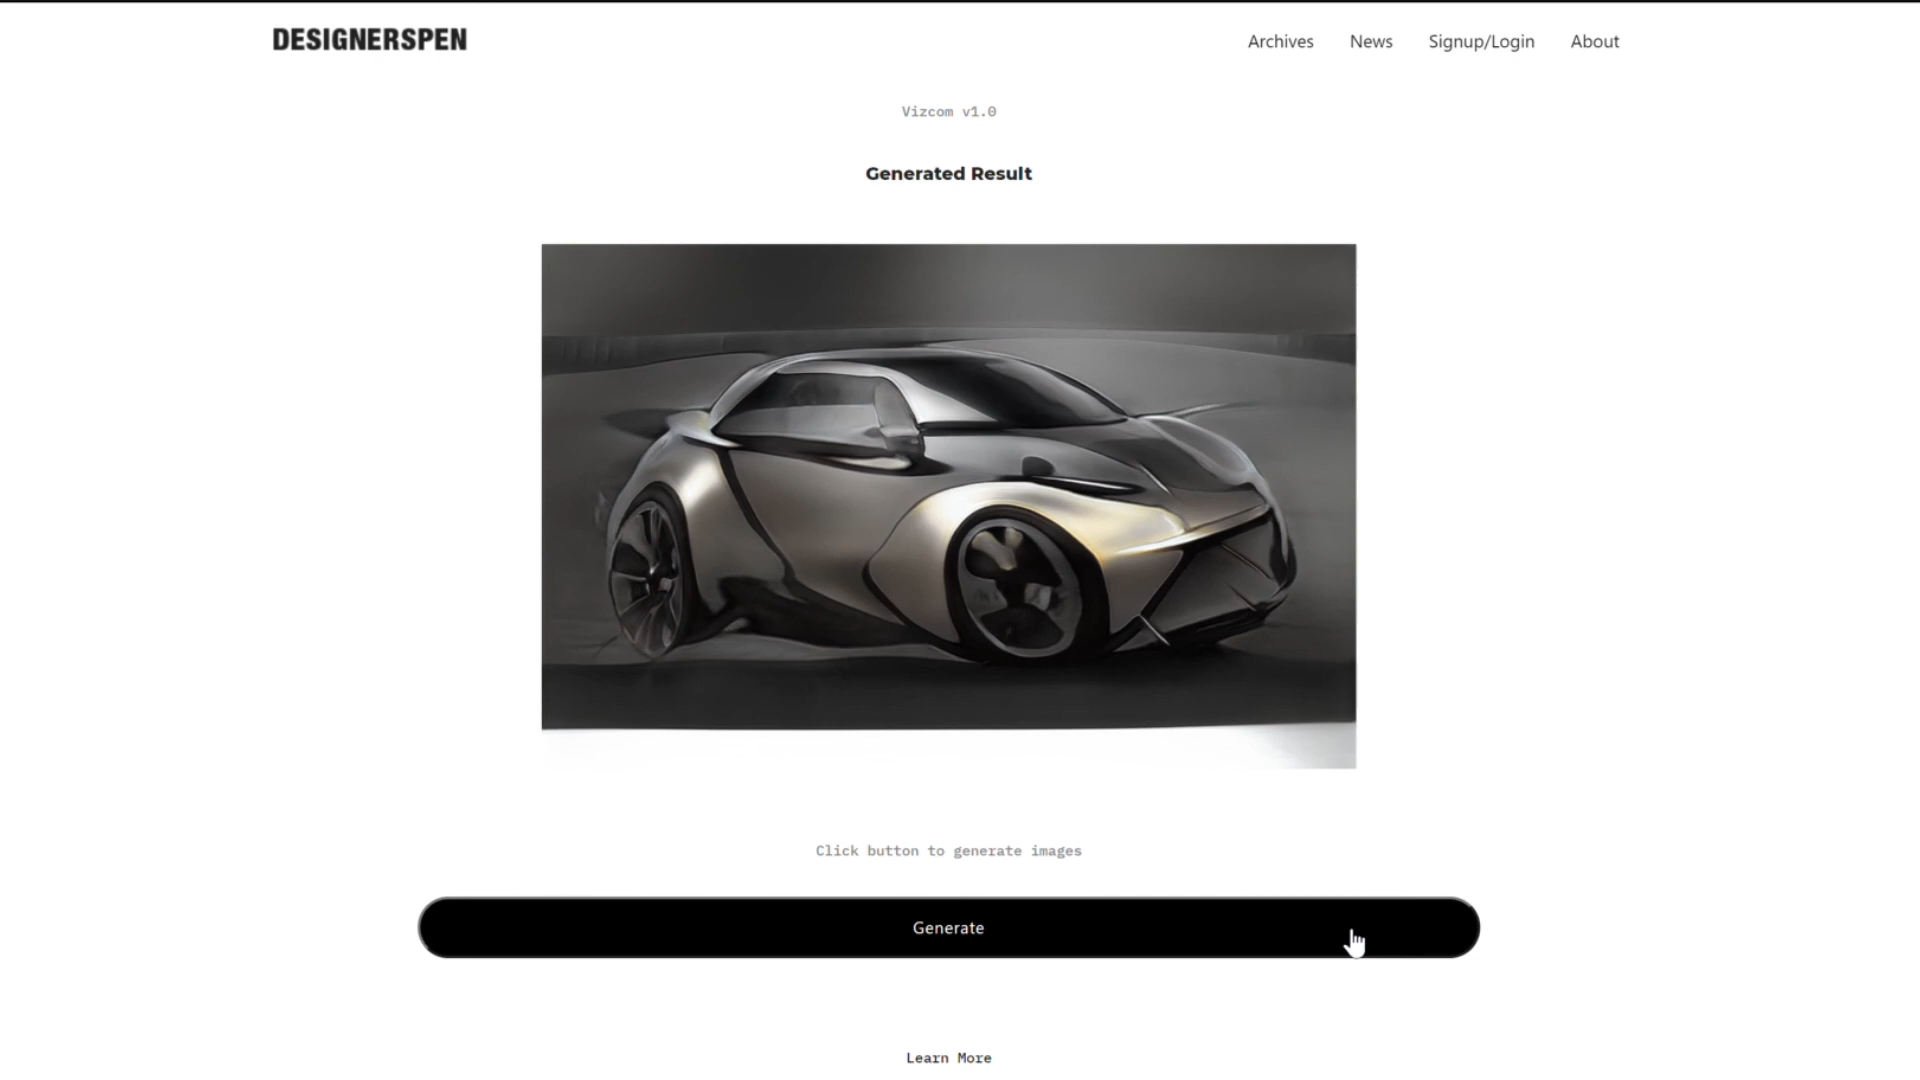 DESIGNERSPEN
Archives News Signup/Login About
Vizcom v1.0
Generated Result
Click button to generate images
Generate
Learn More